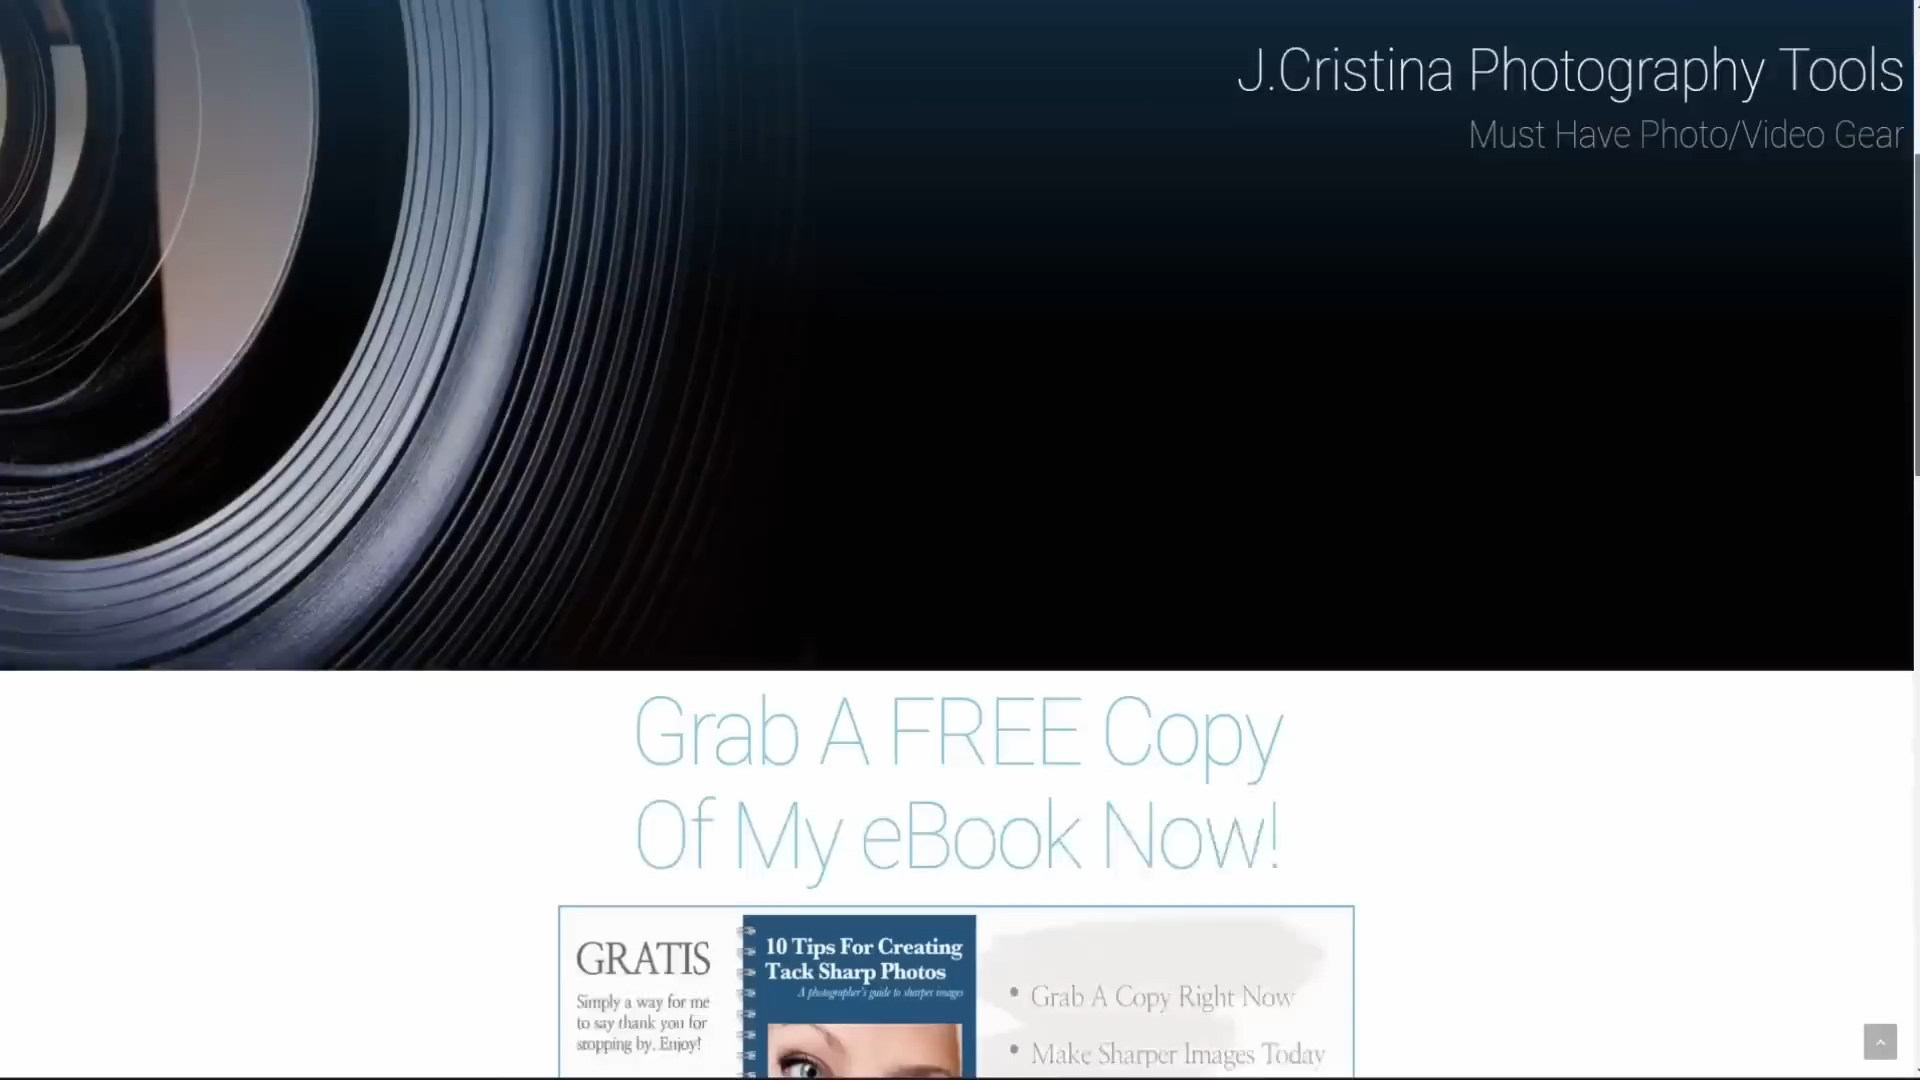 J.Cristina Photography Tools
Must Have Photo/Video Gear
Grab A FREE Copy
Of My eBook Now!
GRATIS
Simply a way for me
to say thank you for
stopping by. Enjoy!
10 Tips For Creating
Tack Sharp Photos
A photographer's guide to sharper images
• Grab A Copy Right Now
• Make Sharper Images Today